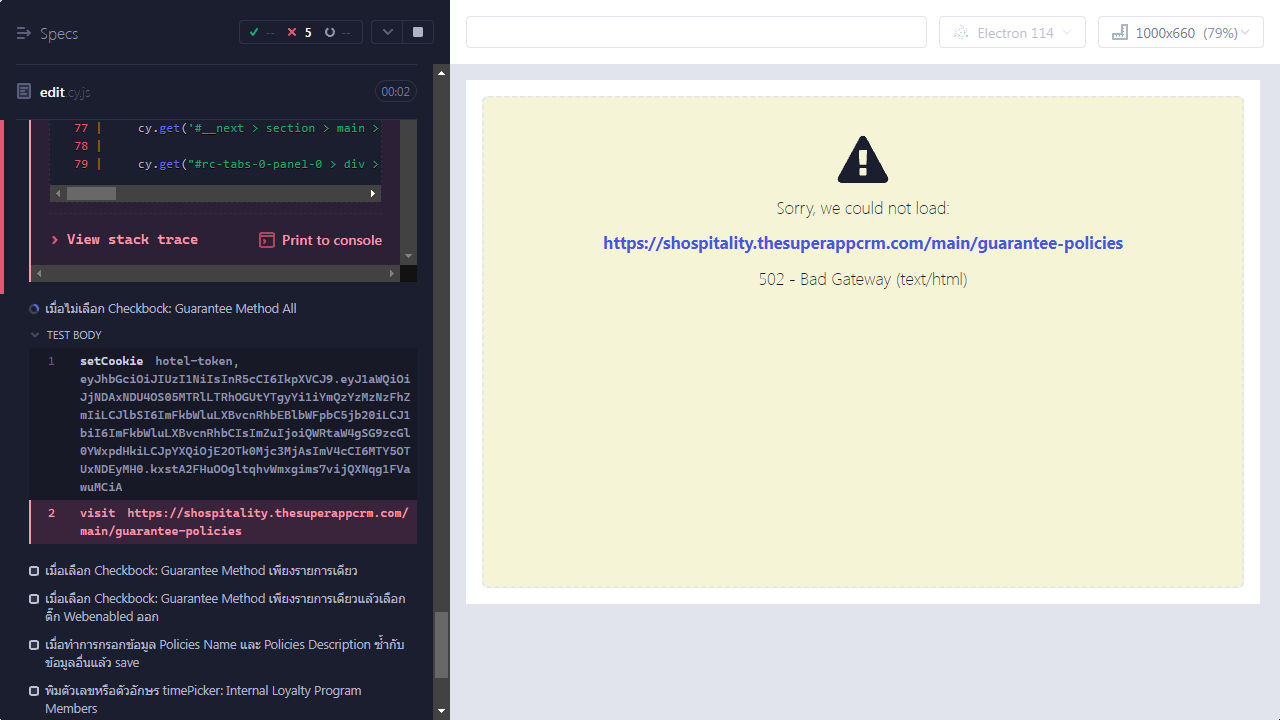 Specs
--
5
--
Electron 114
1000x660 (79%)
edit cy.js
00:02
77 | cy.get('#__next > section > main >
78 |
79 | cy.get("#rc-tabs-0-panel-0 > div >
View stack trace
Print to console
Sorry, we could not load:
https://shospitality.thesuperappcrm.com/main/guarantee-policies
502 - Bad Gateway (text/html)
เมื่อไม่เลือก Checkbock: Guarantee Method All
TEST BODY
1 setCookie hotel-token,
eyJhbGciOiJIUzI1NiIsInR5cCI6IkpXVCJ9.eyJ1aWQiOi
JjNDAxNDU4OS05MTRlLTRhOGUtYTgyYi1iYmQzYzMzNzFhZ
mIiLCJlbSI6ImFkbWluLXBvcnRhbEBlbWFpbC5jb20iLCJ1
biI6ImFkbWluLXBvcnRhbCIsImZuIjoiQWRtaW4gSG9zcGl
0YWxpdHkiLCJpYXQiOjE2OTk0Mjc3MjAsImV4cCI6MTY5OT
UxNDEyMH0.kxstA2FHuOOgltqhvWmxgims7vijQXNqg1FVa
wuMCiA
2 visit https://shospitality.thesuperappcrm.com/
main/guarantee-policies
เมื่อเลือก Checkbock: Guarantee Method เพียงรายการเดียว
เมื่อเลือก Checkbock: Guarantee Method เพียงรายการเดียวแล้วเลือก
ติ๊ก Webenabled ออก
เมื่อทำการกรอกข้อมูล Policies Name และ Policies Description ซ้ำกับ
ข้อมูลอื่นแล้ว save
พิมตัวเลขหรือตัวอักษร timePicker: Internal Loyalty Program
Members